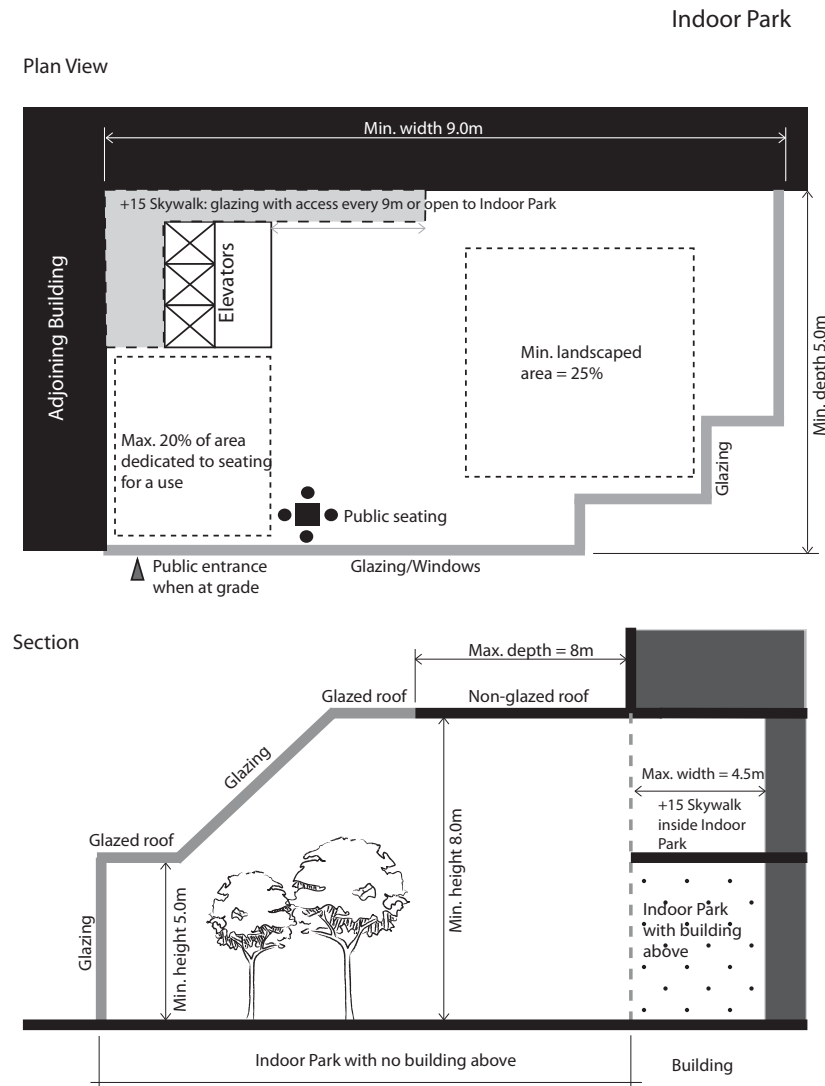 Indoor Park
Plan View
Min. width 9.0m
+15 Skywalk: glazing with access every 9m or open to Indoor Park
Elevators
Adjoining Building
Min. landscaped
area = 25%
Min. depth 5.0m
Max. 20% of area
dedicated to seating
for a use
Glazing
Public seating
Public entrance
when at grade
Glazing/Windows
Section
Max. depth = 8m
Glazed roof
Non-glazed roof
Glazing
Max. width = 4.5m
+15 Skywalk
inside Indoor
Park
Glazed roof
Min. height 8.0m
Min. height 5.0m
Glazing
Indoor Park
with building
above
Indoor Park with no building above
Building